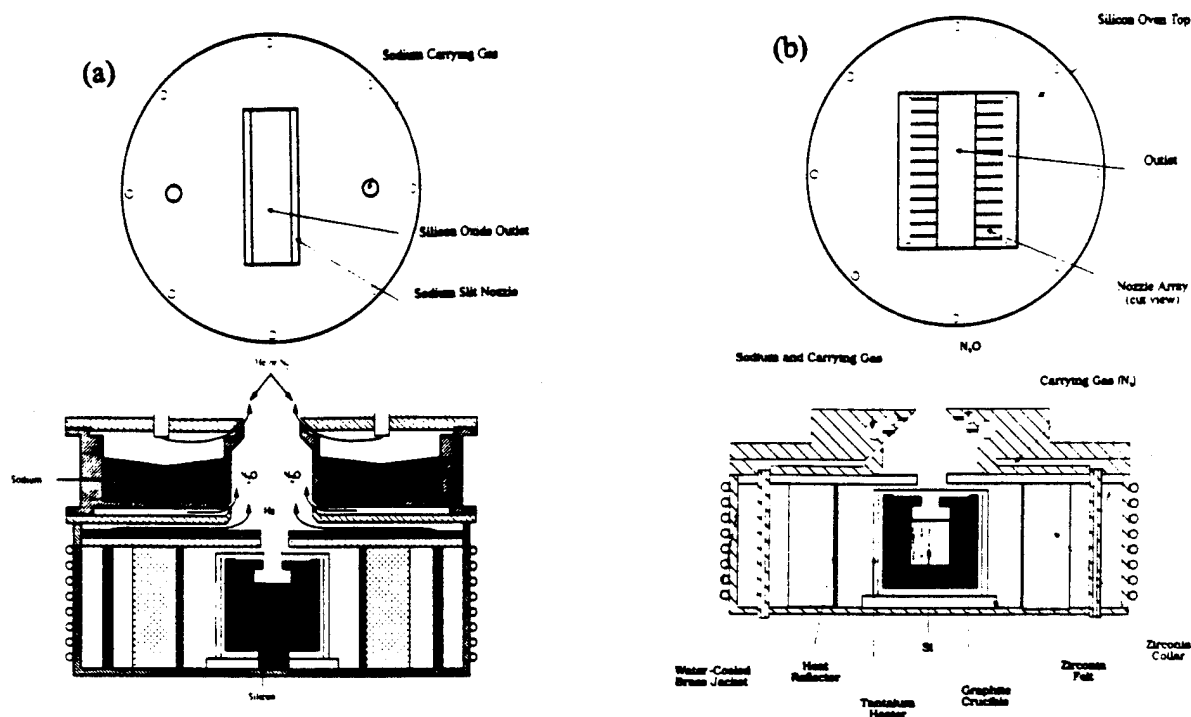 (a)
Sodium Carrying Gas
Silicon Oxide Outlet
Sodium Slit Nozzle
Sodium
He
Silicon
(b)
Silicon Oven Top
Outlet
Nozzle Array
(cut view)
N₂O
Sodium and Carrying Gas
Carrying Gas (N₂)
Water-Cooled
Brass Jacket
Heat
Reflector
Tantalum
Heater
Si
Graphite
Crucible
Zirconia
Felt
Zirconia
Collar